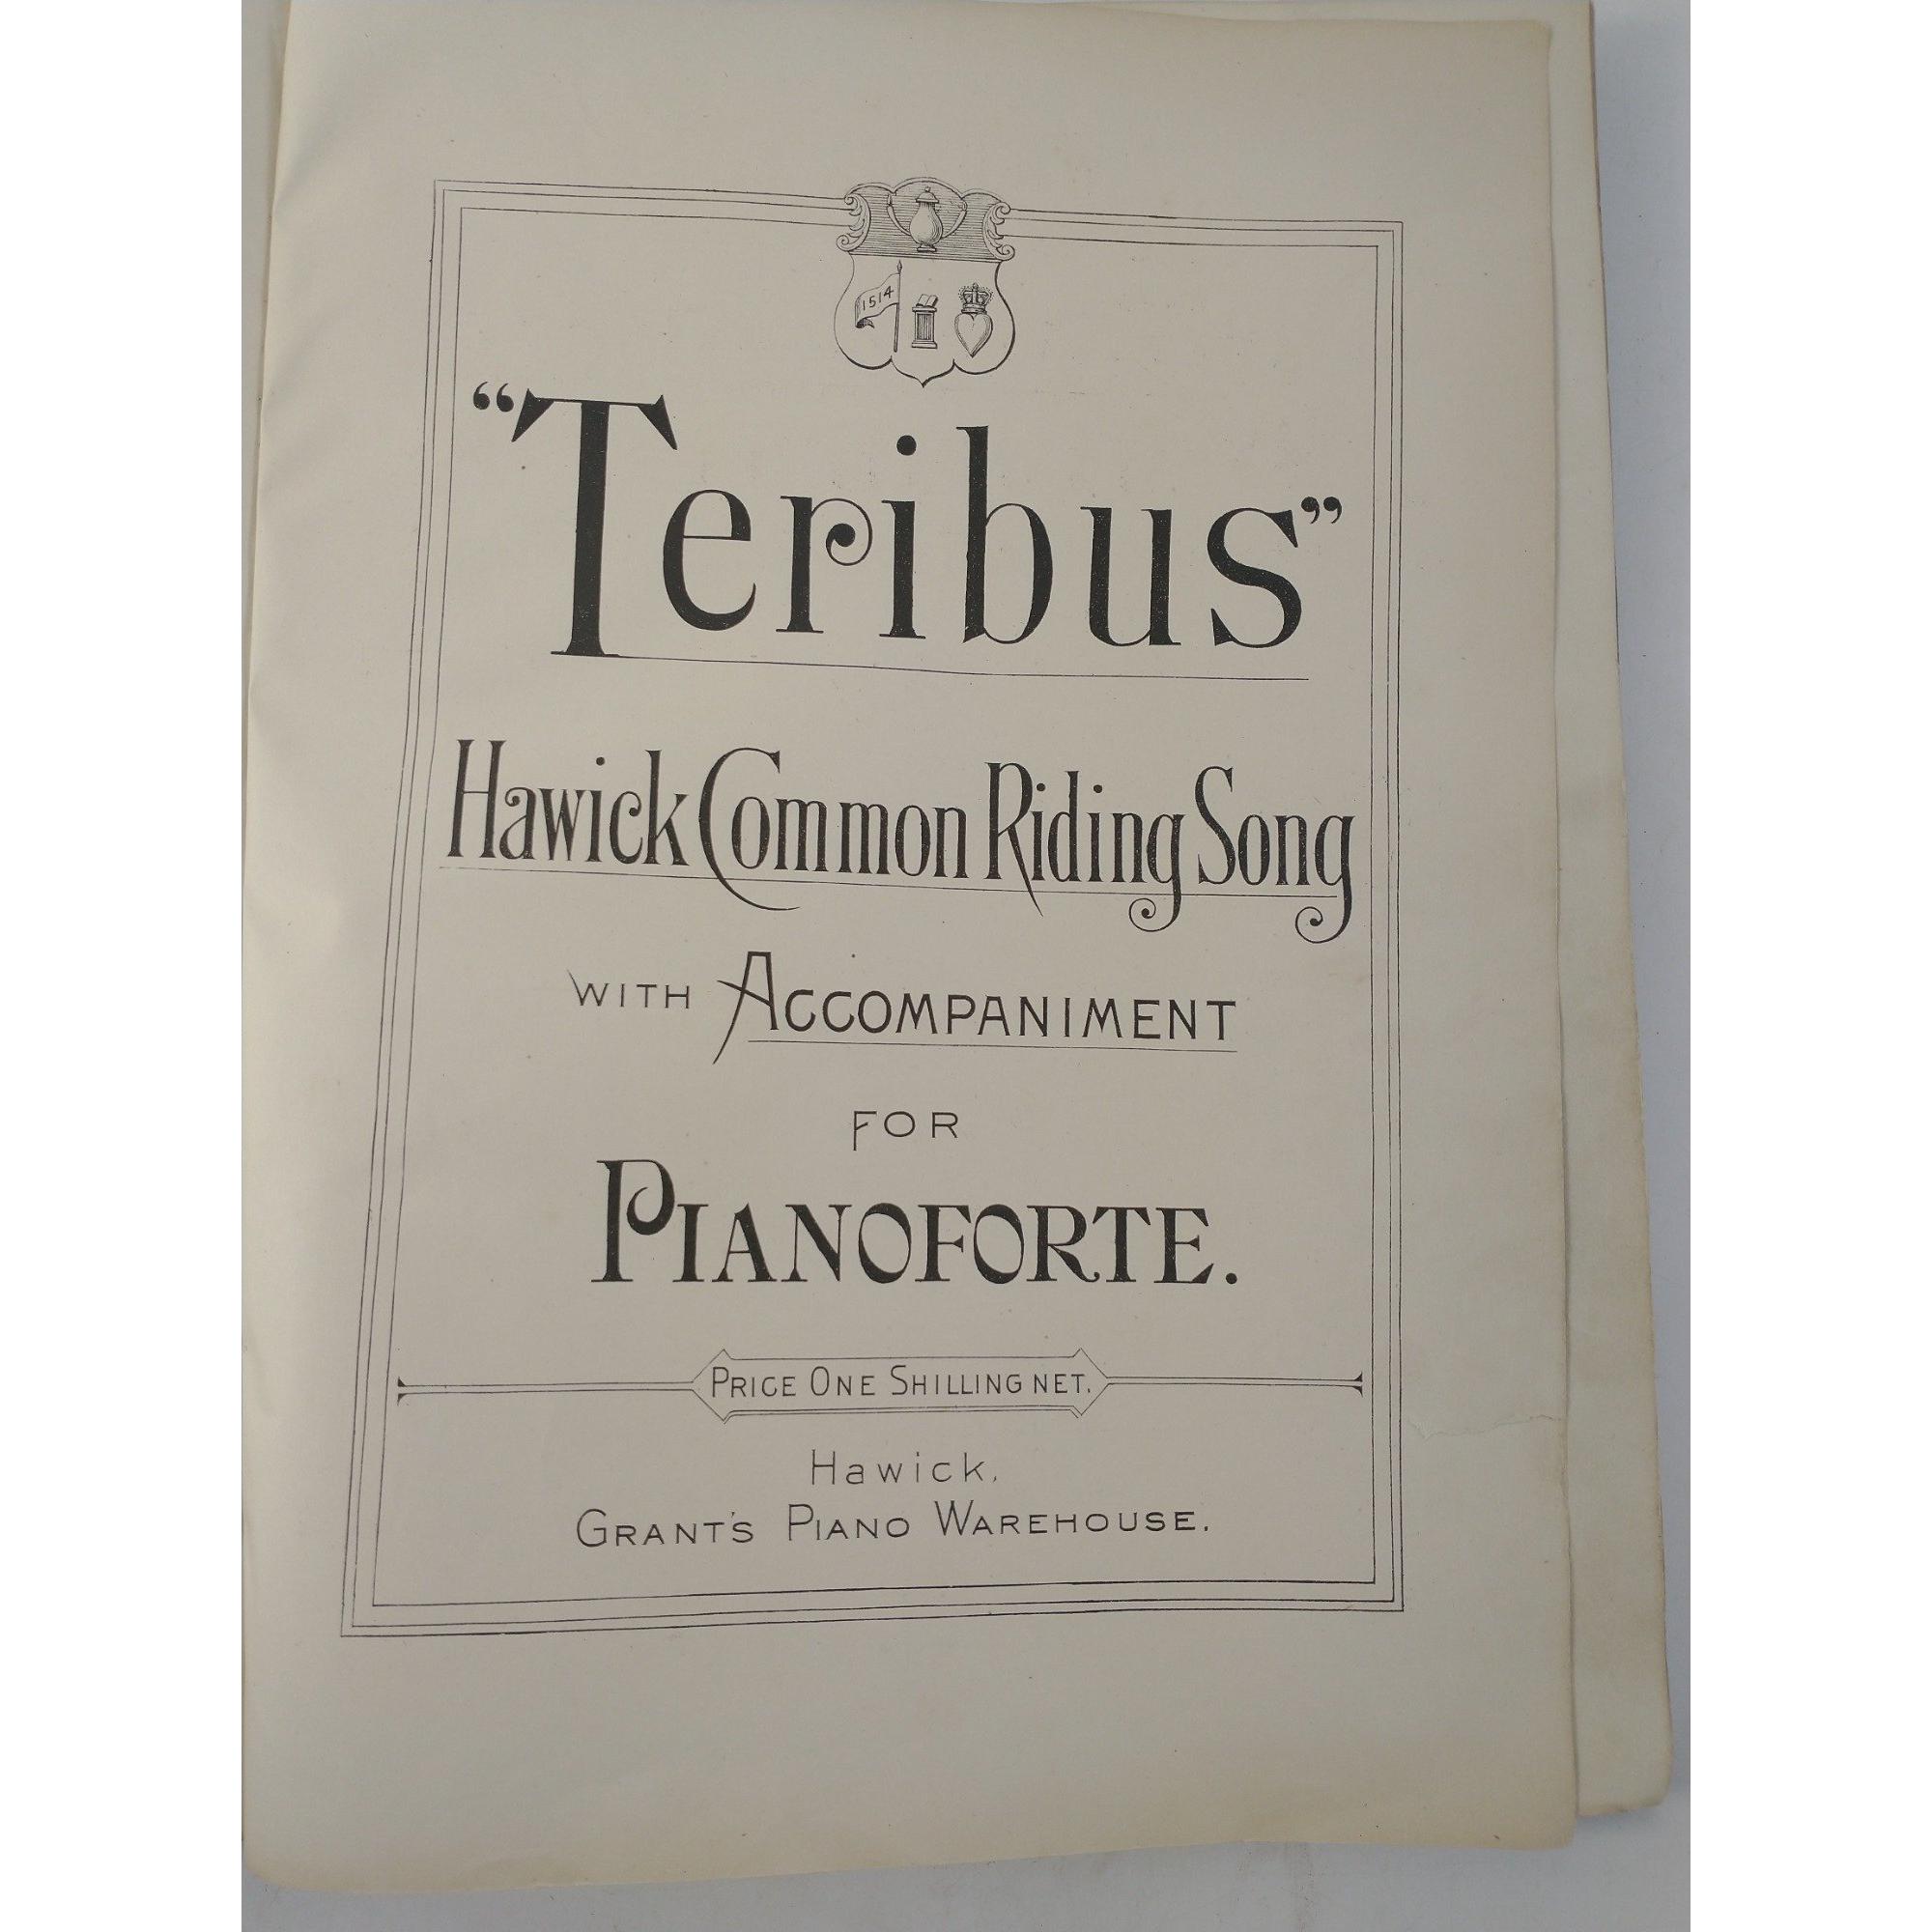 1514
“Teribus”
Hawick Common Riding Song
WITH ACCOMPANIMENT
FOR
PIANOFORTE.
PRICE ONE SHILLING NET.
Hawick,
GRANT'S PIANO WAREHOUSE.